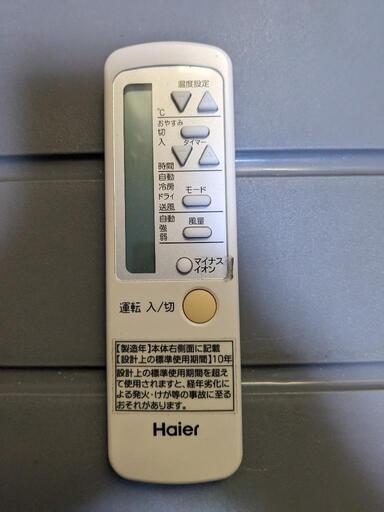 温度設定
℃
おやすみ
切
入
タイマー
時間
自動
冷房
ドライ
送風
モード
自動
強
弱
風量
マイナス
イオン
運転 入/切
【製造年】本体右側面に記載
【設計上の標準使用期間】10年
設計上の標準使用期間を超え
て使用されますと、経年劣化に
よる発火・けが等の事故に至る
おそれがあります。
Haier